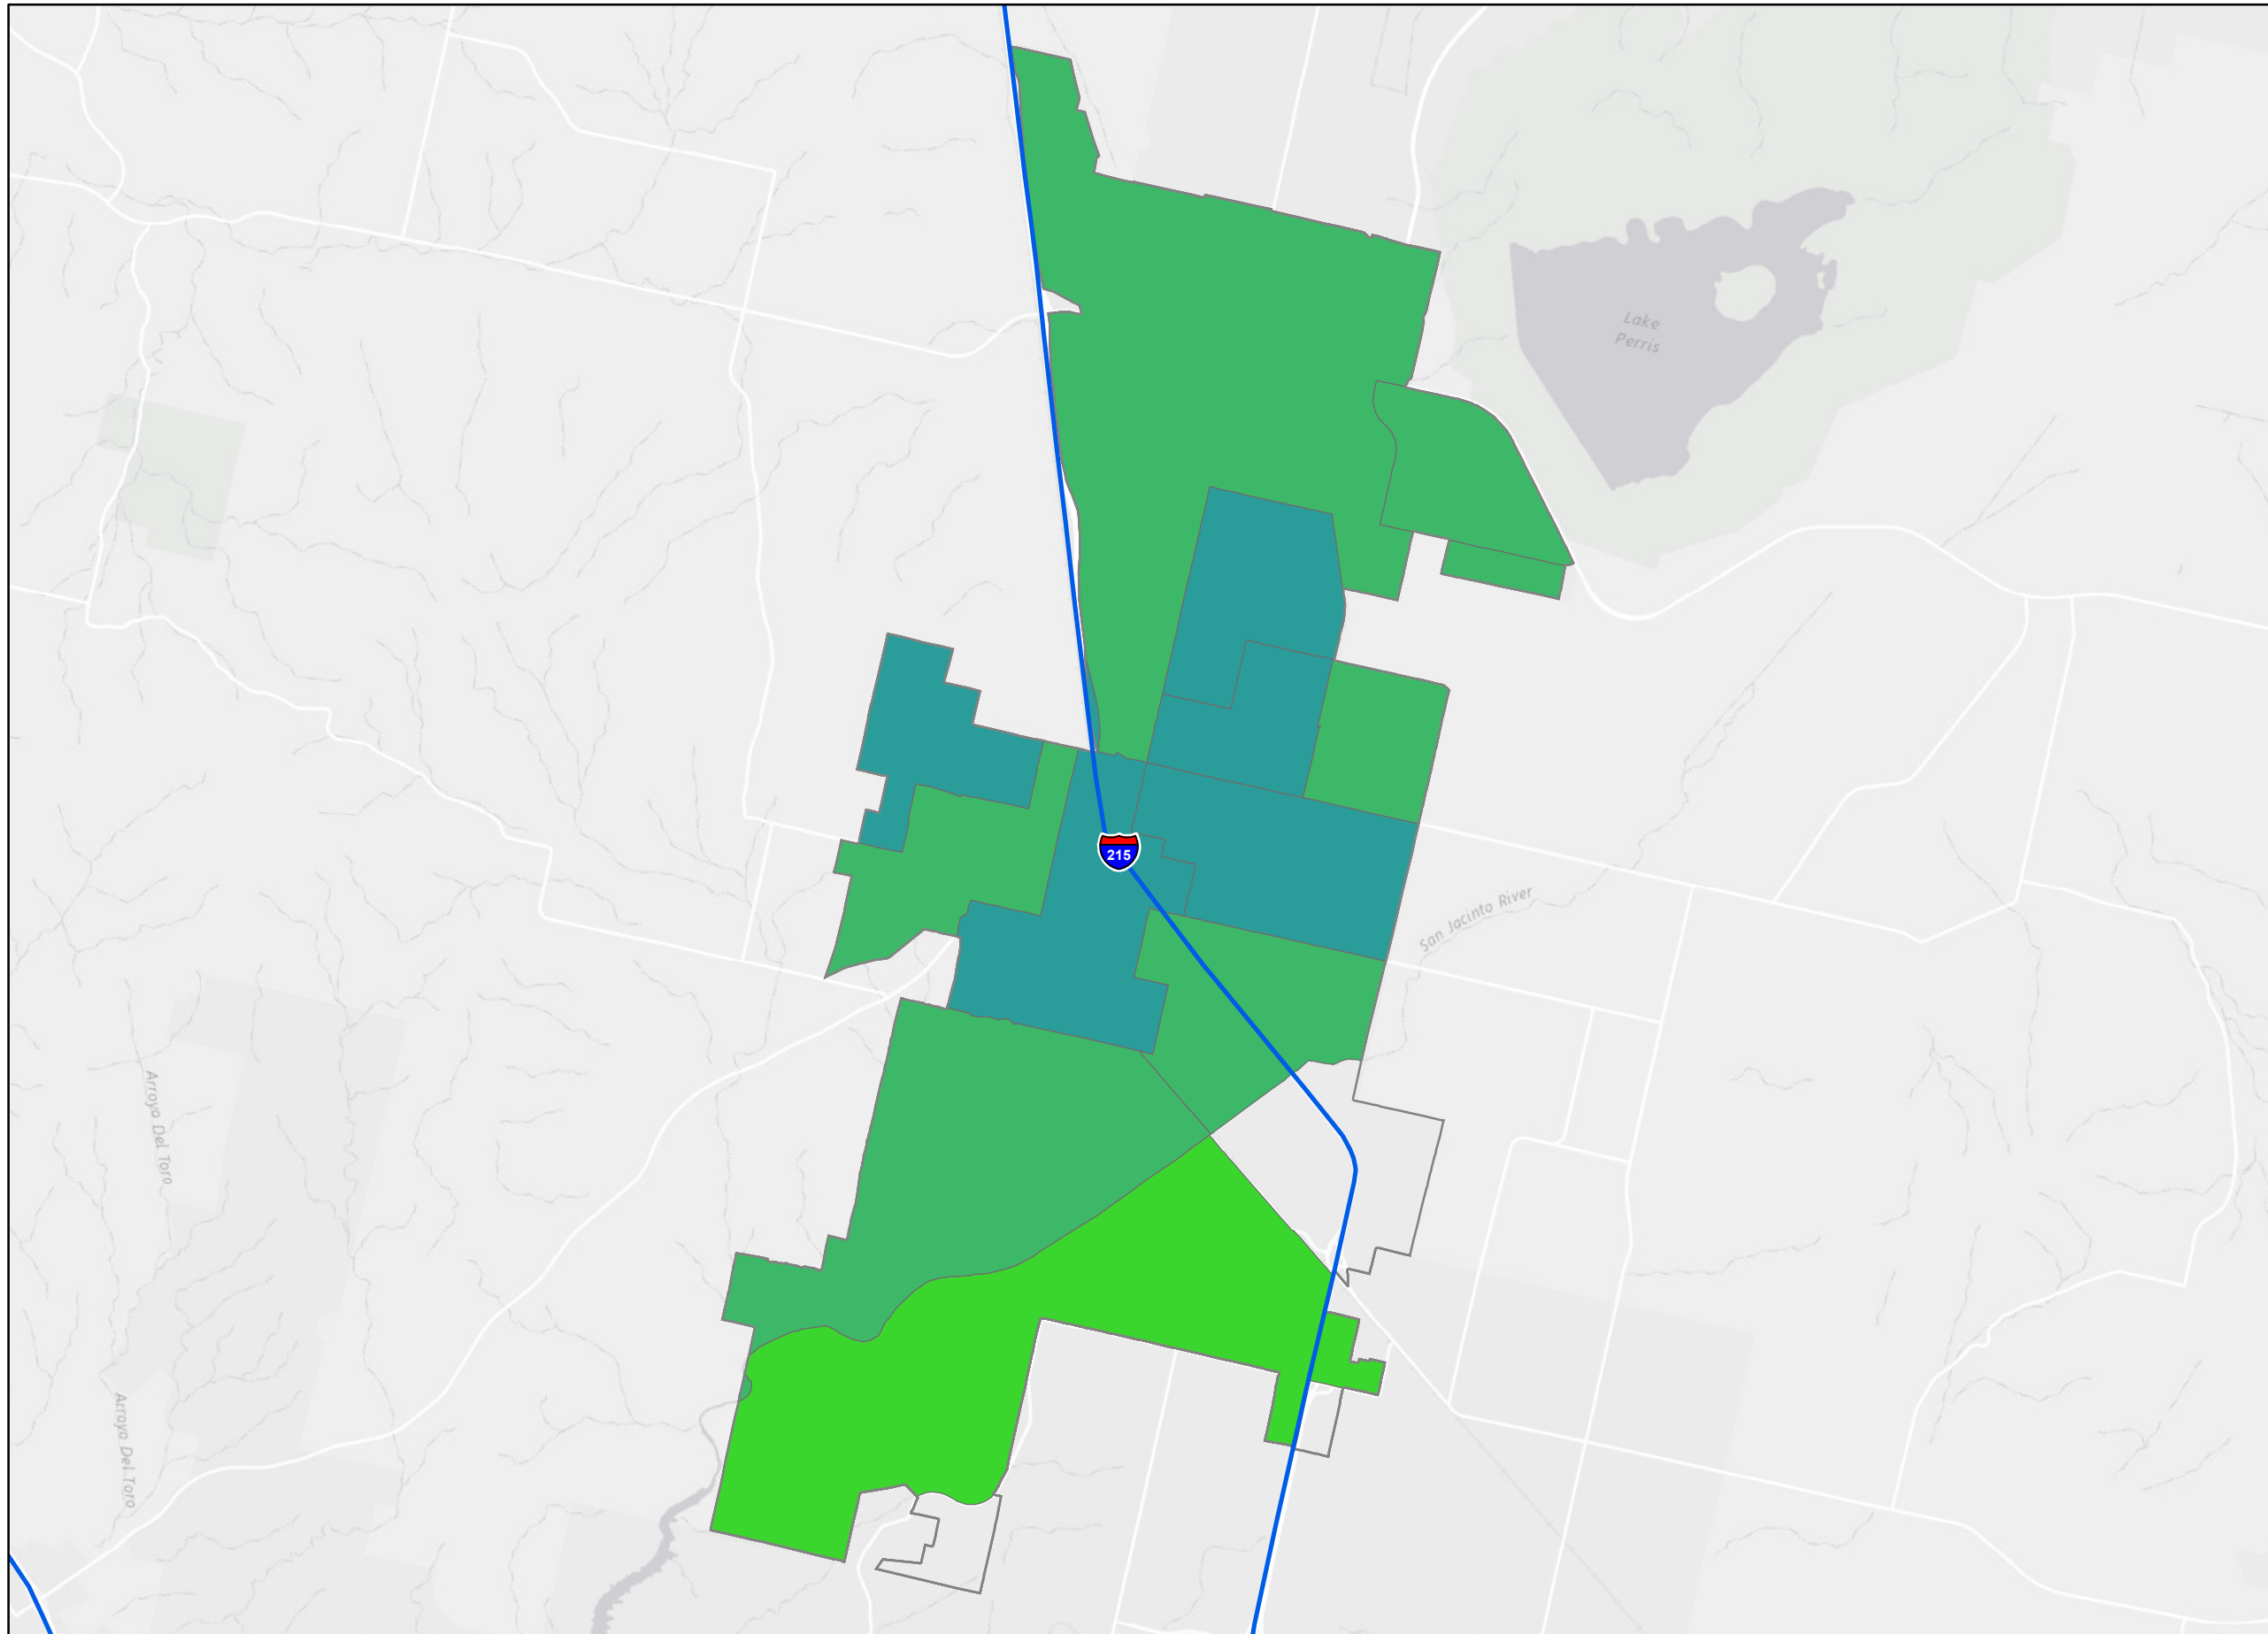 Lake
Perris
215
San Jacinto River
Arroyo Del Toro
Arroyo Del Toro